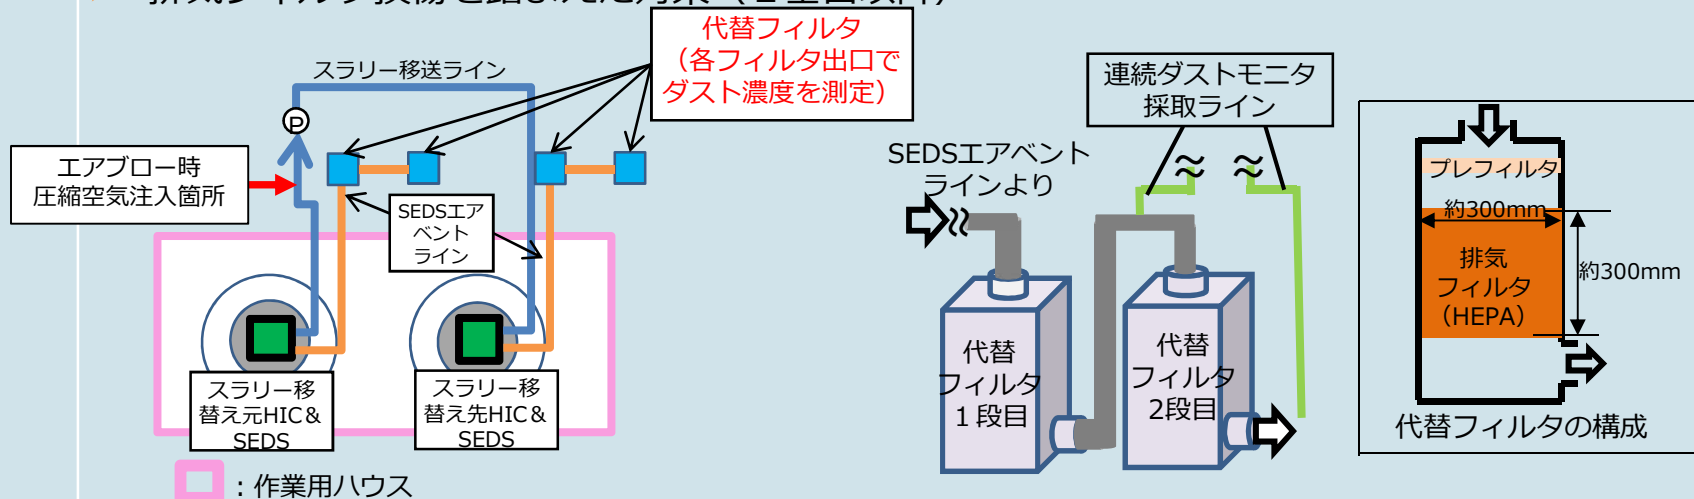 代替フィルタ
（各フィルタ出口で
ダスト濃度を測定）
スラリー移送ライン
P
エアブロー時
圧縮空気注入箇所
SEDSエア
ベント
ライン
スラリー移
替え元HIC＆
SEDS
スラリー移
替え先HIC＆
SEDS
：作業用ハウス
連続ダストモニタ
採取ライン
SEDSエアベント
ラインより
代替
フィルタ
１段目
代替
フィルタ
2段目
プレフィルタ
約300mm
排気
フィルタ
（HEPA）
約300mm
代替フィルタの構成